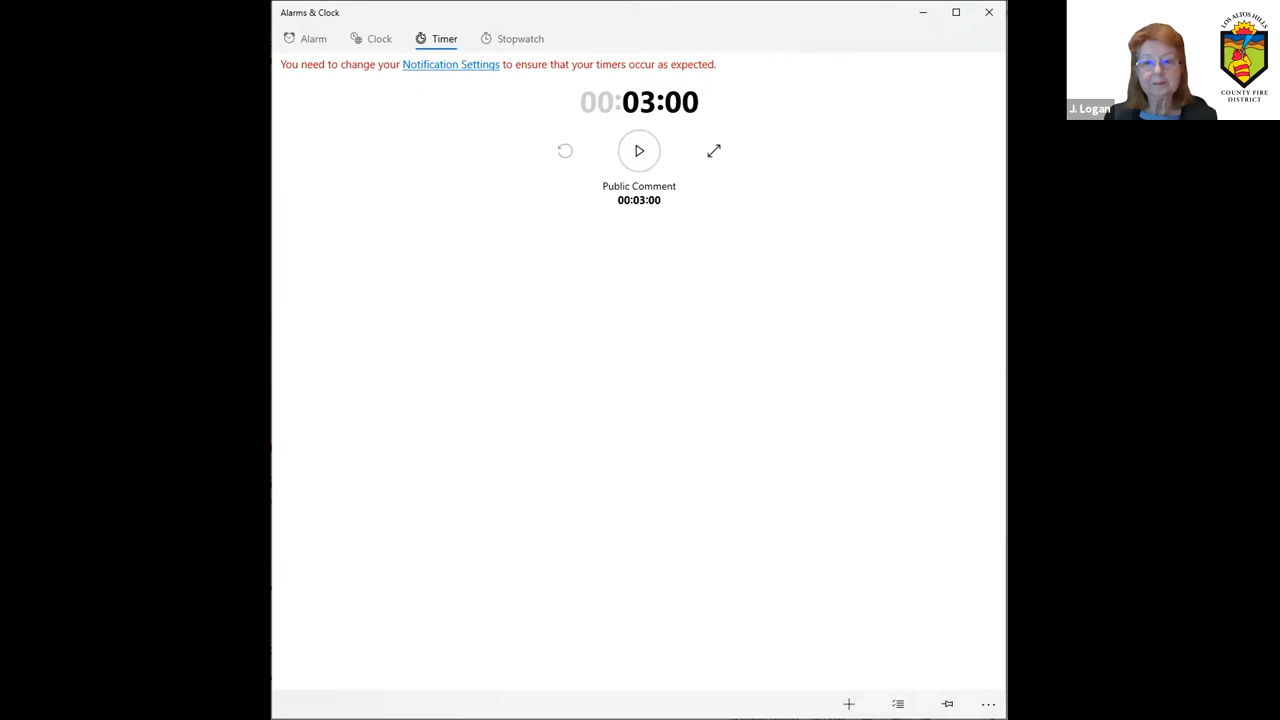 Alarms & Clock
Alarm Clock Timer Stopwatch
You need to change your Notification Settings to ensure that your timers occur as expected.
00:03:00
Public Comment
00:03:00
J. Logan
LOS ALTOS HILLS
COUNTY FIRE
DISTRICT